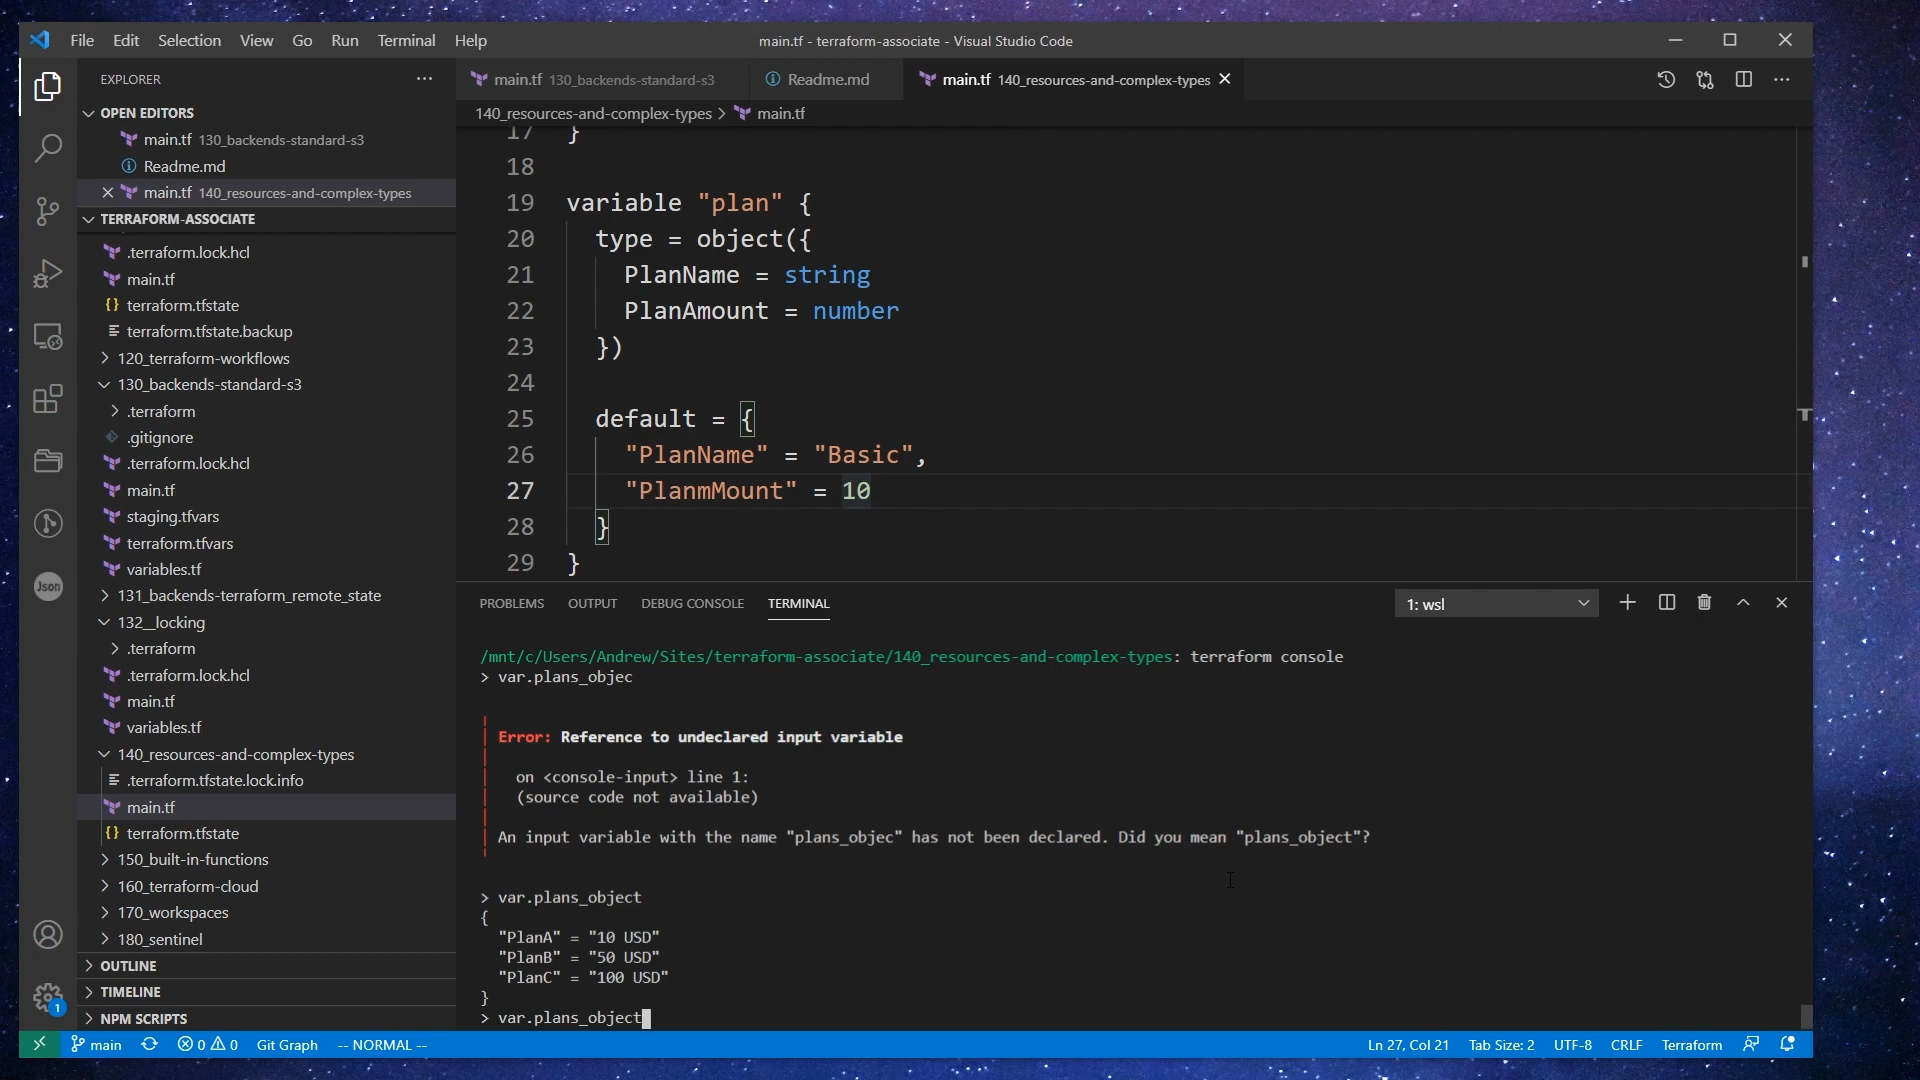 File Edit Selection View Go Run Terminal Help
main.tf - terraform-associate - Visual Studio Code
EXPLORER
OPEN EDITORS
main.tf 130_backends-standard-s3
Readme.md
main.tf 140_resources-and-complex-types
TERRAFORM-ASSOCIATE
.terraform.lock.hcl
main.tf
terraform.tfstate
terraform.tfstate.backup
120_terraform-workflows
130_backends-standard-s3
.terraform
.gitignore
.terraform.lock.hcl
main.tf
staging.tfvars
terraform.tfvars
variables.tf
131_backends-terraform_remote_state
132__locking
.terraform
.terraform.lock.hcl
main.tf
variables.tf
140_resources-and-complex-types
.terraform.tfstate.lock.info
main.tf
terraform.tfstate
150_built-in-functions
160_terraform-cloud
170_workspaces
180_sentinel
OUTLINE
TIMELINE
NPM SCRIPTS
Json
1
main.tf 130_backends-standard-s3 Readme.md main.tf 140_resources-and-complex-types
140_resources-and-complex-types > main.tf
17 }
18
19 variable "plan" {
20 type = object({
21 PlanName = string
22 PlanAmount = number
23 })
24
25 default = {
26 "PlanName" = "Basic",
27 "PlanmMount" = 10
28 }
29 }
PROBLEMS OUTPUT DEBUG CONSOLE TERMINAL
1: wsl
/mnt/c/Users/Andrew/Sites/terraform-associate/140_resources-and-complex-types: terraform console
> var.plans_objec
Error: Reference to undeclared input variable
on <console-input> line 1:
(source code not available)
An input variable with the name "plans_objec" has not been declared. Did you mean "plans_object"?
> var.plans_object
{
"PlanA" = "10 USD"
"PlanB" = "50 USD"
"PlanC" = "100 USD"
}
> var.plans_object
main 0 0 Git Graph -- NORMAL --
Ln 27, Col 21 Tab Size: 2 UTF-8 CRLF Terraform